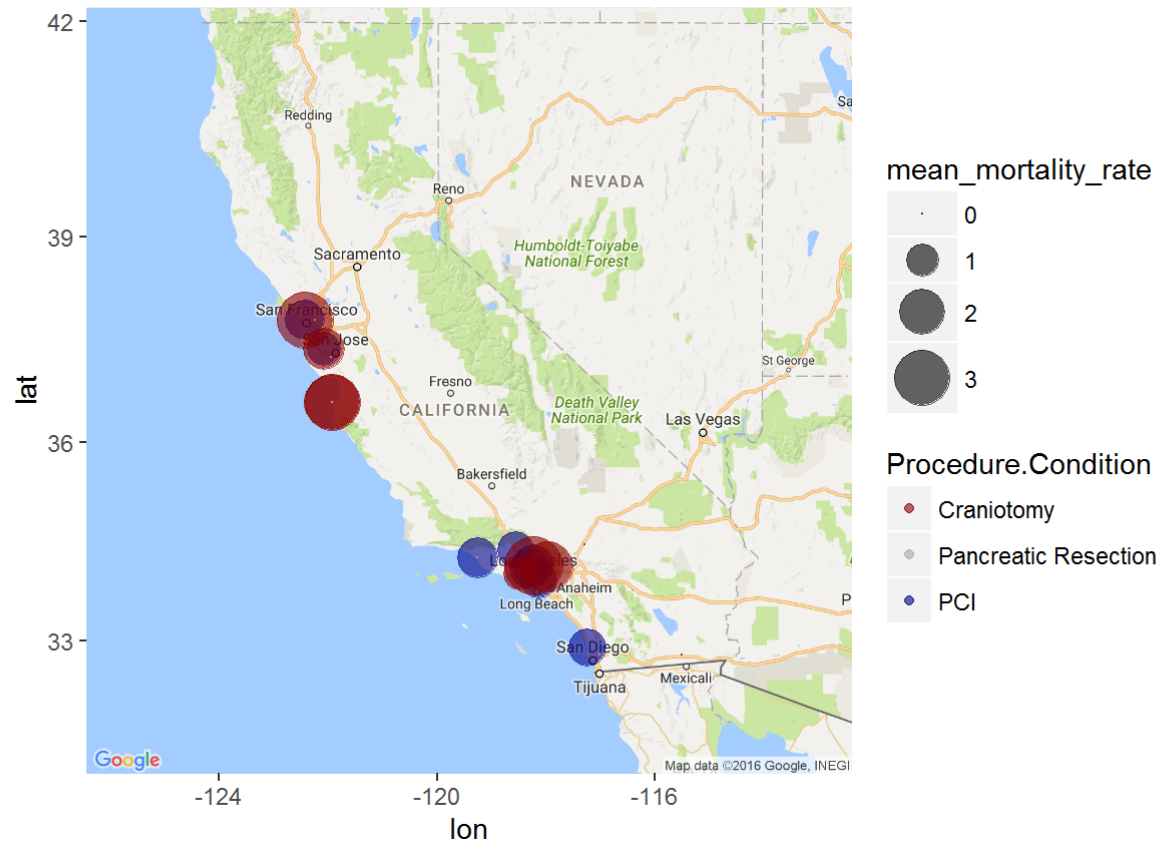 42
39
36
33
lat
-124
-120
-116
lon
Redding
Reno
NEVADA
Sacramento
Humboldt-Toiyabe
National Forest
San Francisco
San Jose
St George
Fresno
CALIFORNIA
Death Valley
National Park
Las Vegas
Bakersfield
Anaheim
Long Beach
San Diego
Tijuana
Mexicali
Sa
P
Google
Map data ©2016 Google, INEGI
mean_mortality_rate
0
1
2
3
Procedure.Condition
Craniotomy
Pancreatic Resection
PCI